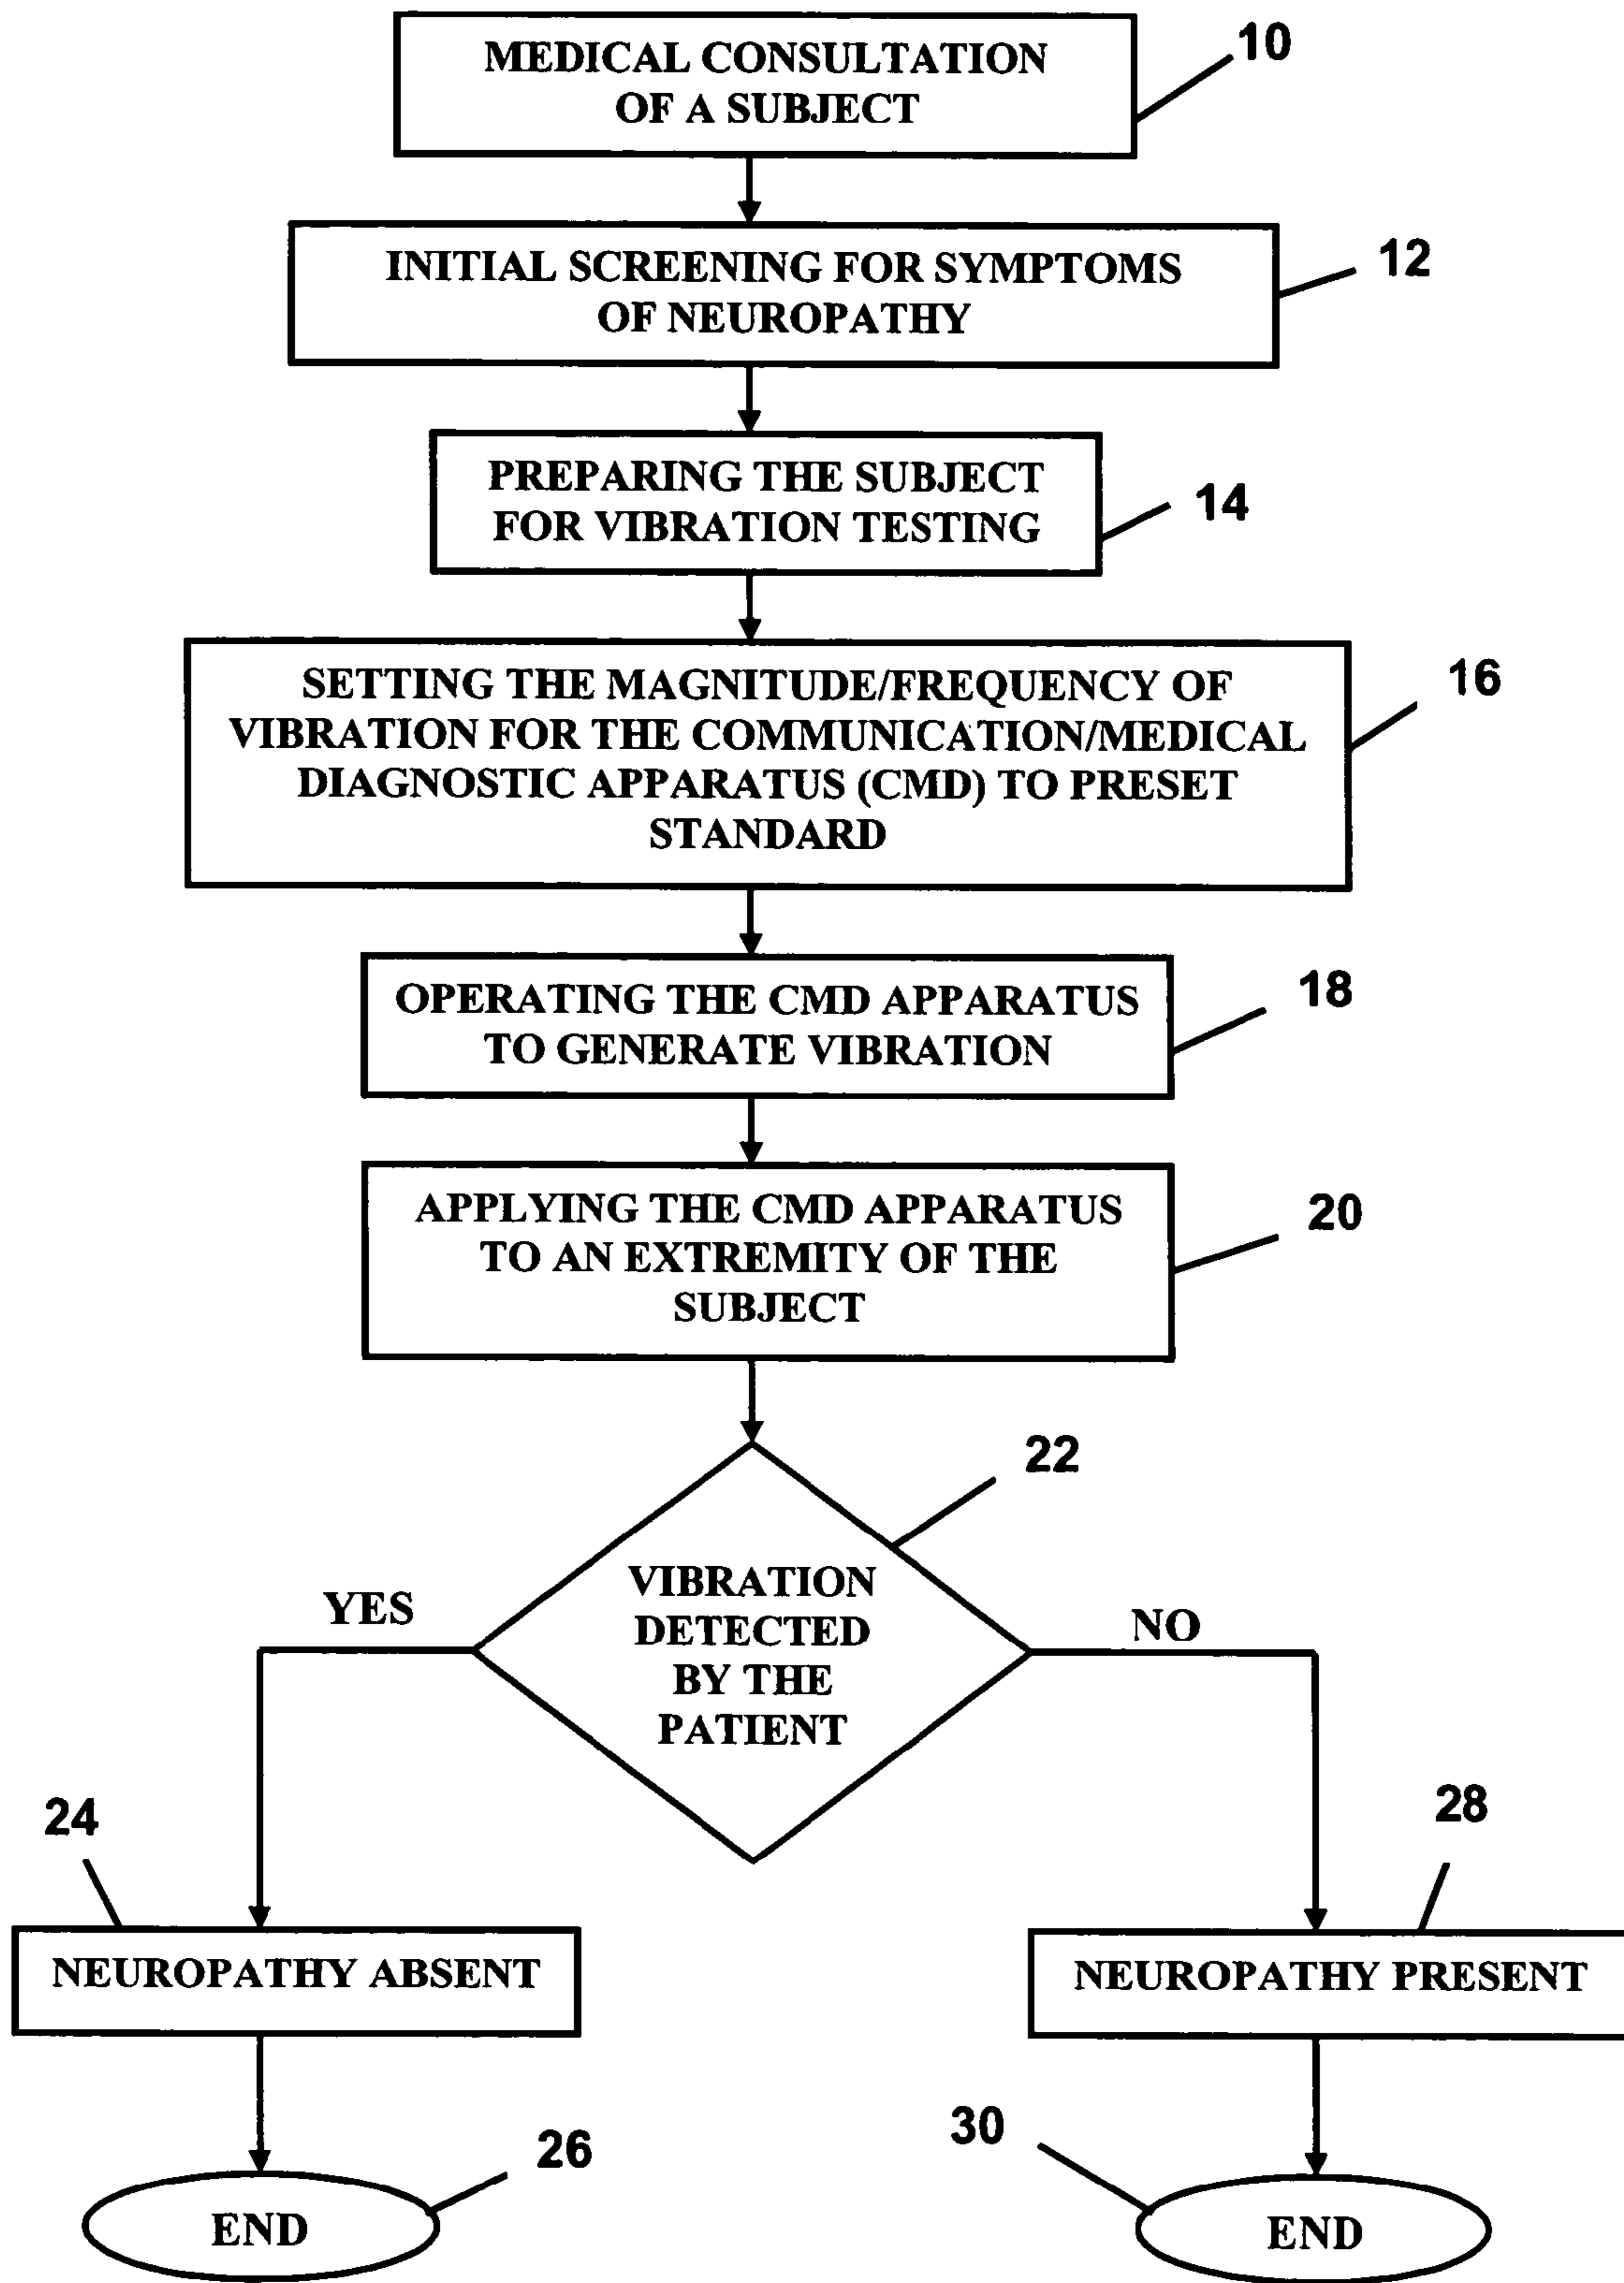 MEDICAL CONSULTATION
OF A SUBJECT
10
INITIAL SCREENING FOR SYMPTOMS
OF NEUROPATHY
12
PREPARING THE SUBJECT
FOR VIBRATION TESTING
14
SETTING THE MAGNITUDE/FREQUENCY OF
VIBRATION FOR THE COMMUNICATION/MEDICAL
DIAGNOSTIC APPARATUS (CMD) TO PRESET
STANDARD
16
OPERATING THE CMD APPARATUS
TO GENERATE VIBRATION
18
APPLYING THE CMD APPARATUS
TO AN EXTREMITY OF THE
SUBJECT
20
22
VIBRATION
DETECTED
BY THE
PATIENT
YES
NO
24
28
NEUROPATHY ABSENT
NEUROPATHY PRESENT
26
30
END
END